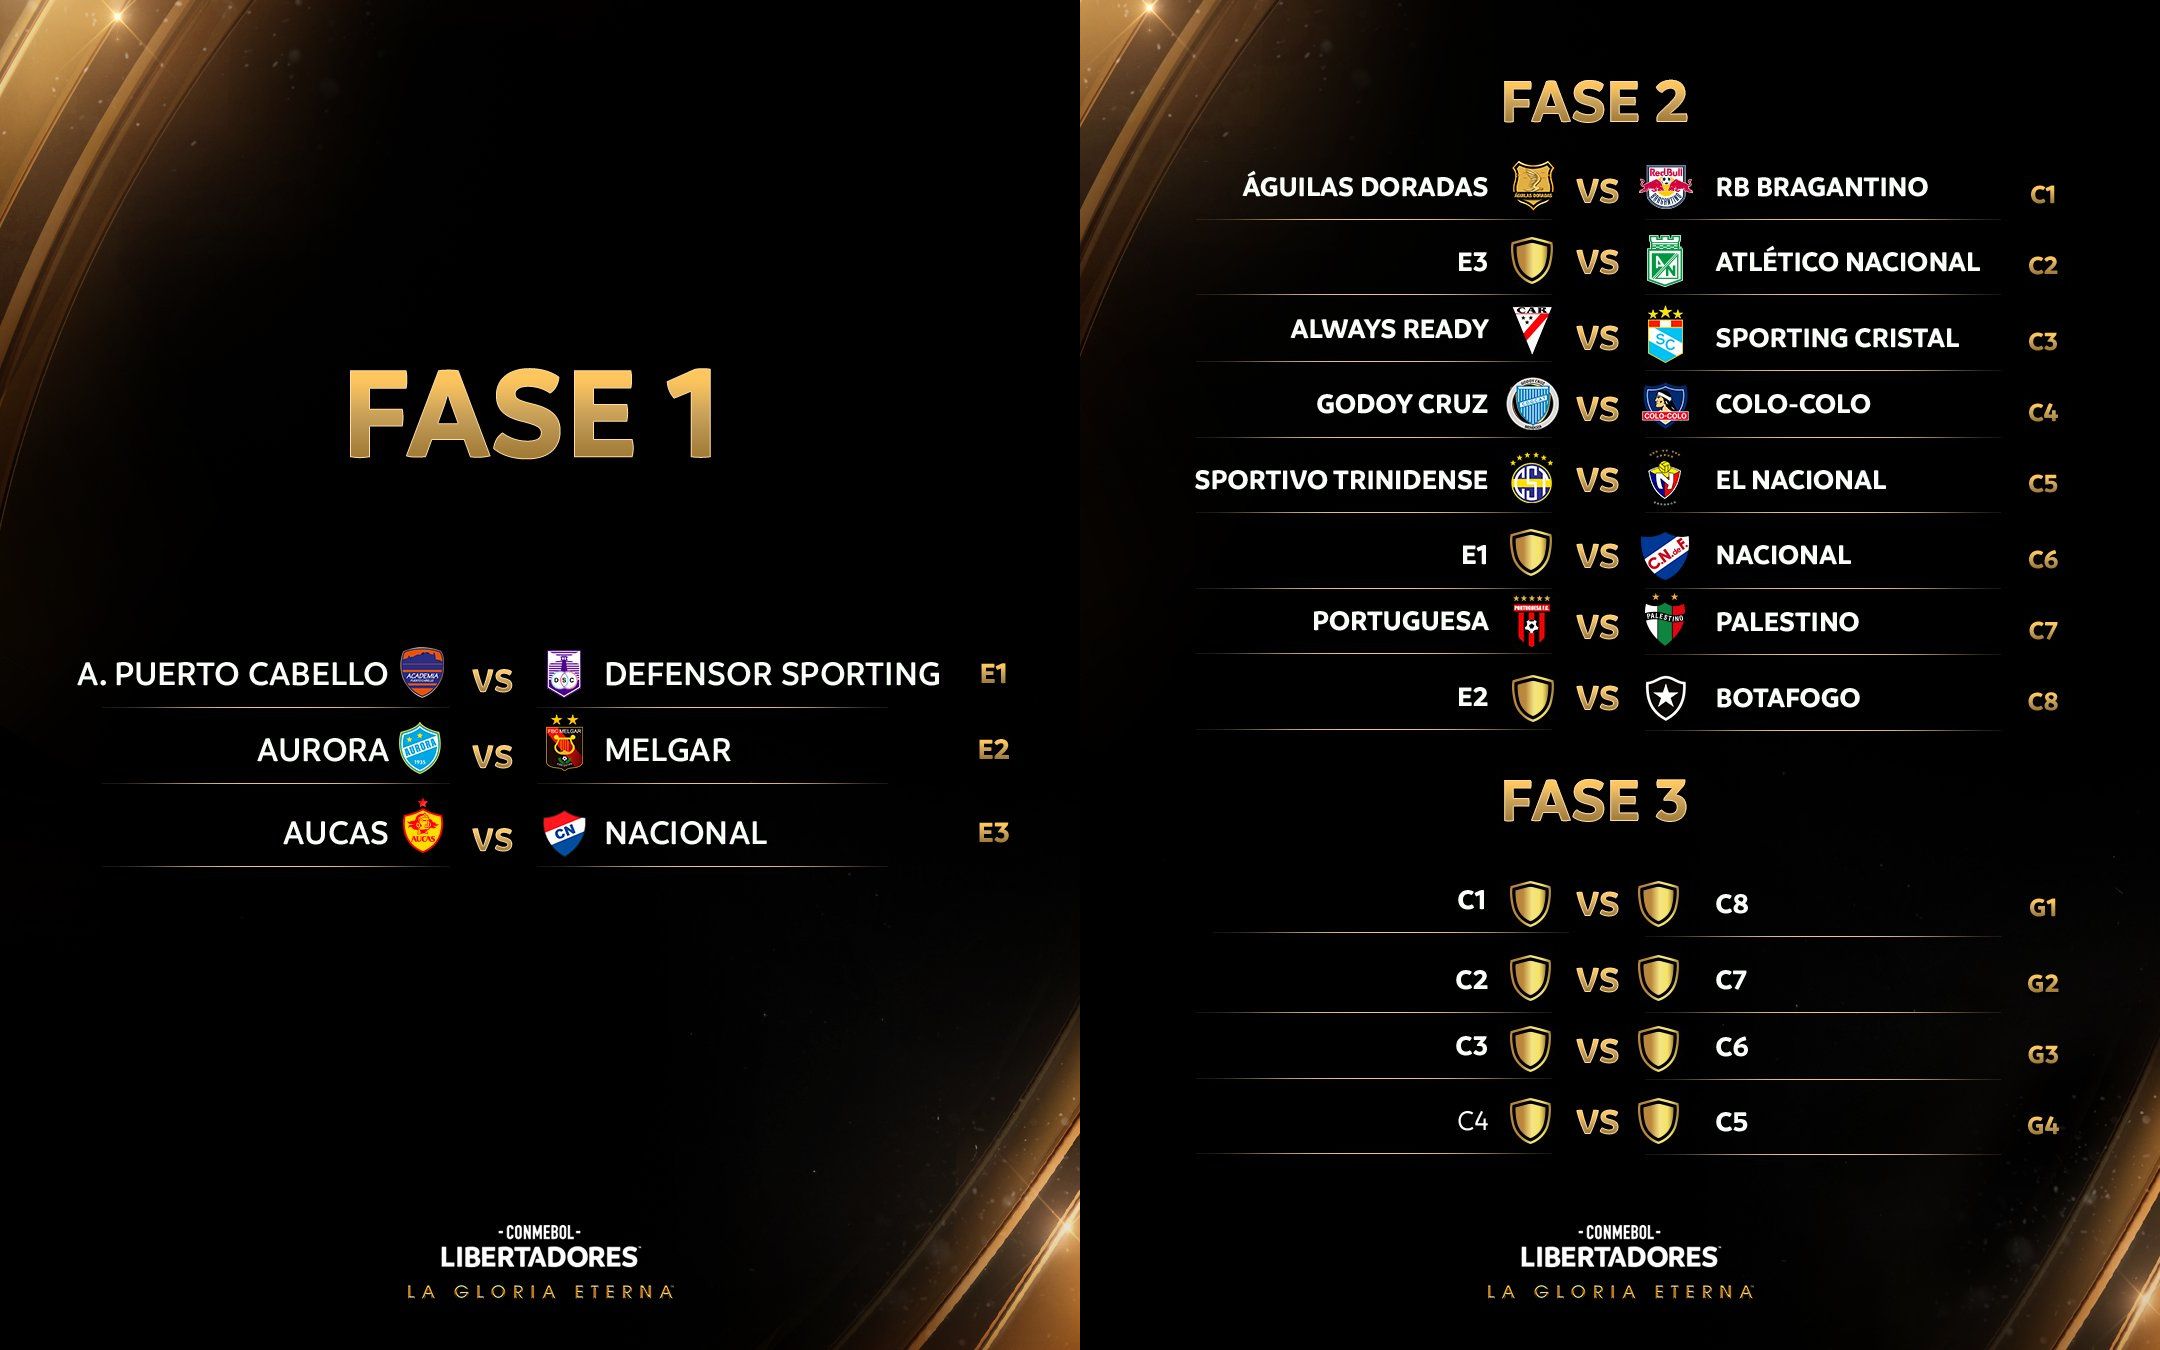 FASE 1
A. PUERTO CABELLO VS DEFENSOR SPORTING E1
AURORA VS MELGAR E2
AUCAS VS NACIONAL E3
- CONMEBOL -
LIBERTADORES
LA GLORIA ETERNA
FASE 2
ÁGUILAS DORADAS VS RB BRAGANTINO C1
E3 VS ATLÉTICO NACIONAL C2
ALWAYS READY VS SPORTING CRISTAL C3
GODOY CRUZ VS COLO-COLO C4
SPORTIVO TRINIDENSE VS EL NACIONAL C5
E1 VS NACIONAL C6
PORTUGUESA VS PALESTINO C7
E2 VS BOTAFOGO C8
FASE 3
C1 VS C8 G1
C2 VS C7 G2
C3 VS C6 G3
C4 VS C5 G4
- CONMEBOL -
LIBERTADORES
LA GLORIA ETERNA